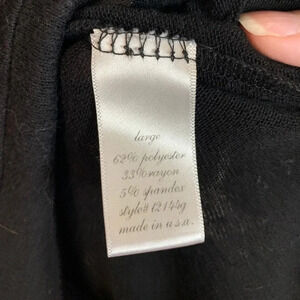 large
62% polyester
33% rayon
5% spandex
style# t2144g
made in u.s.a.